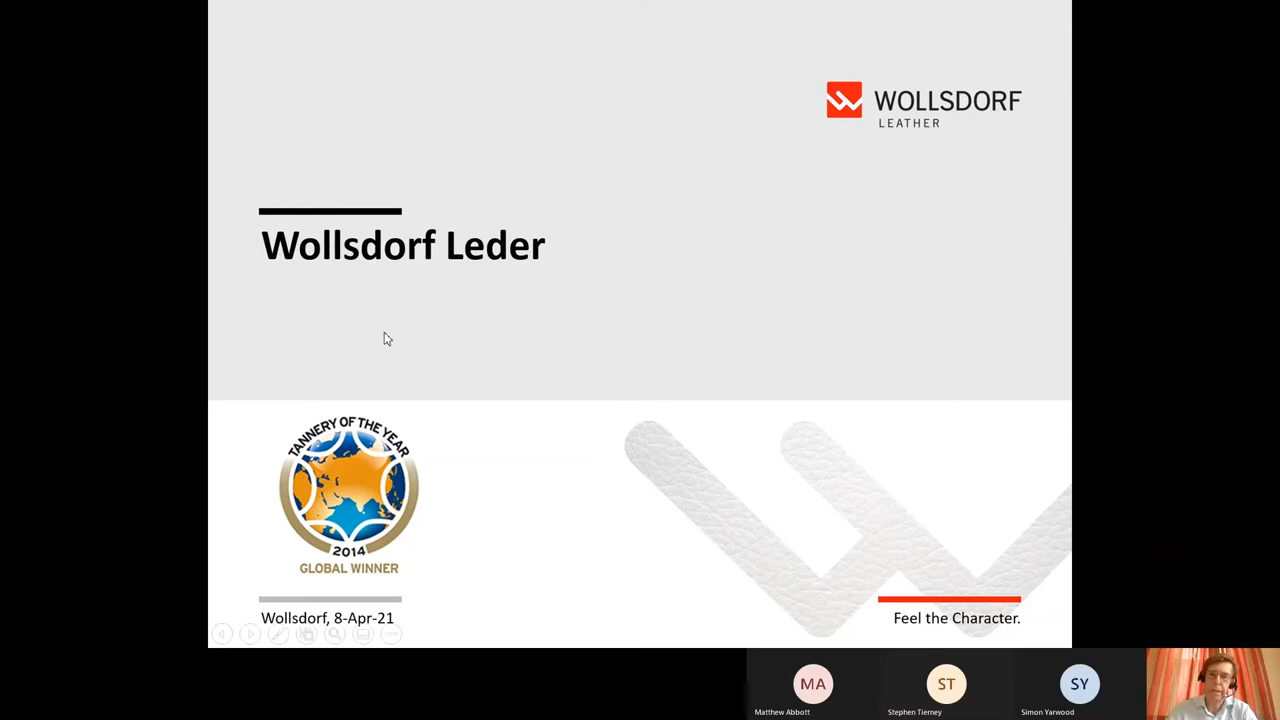 WOLLSDORF
LEATHER
Wollsdorf Leder
TANNERY OF THE YEAR
2014
GLOBAL WINNER
Wollsdorf, 8-Apr-21
Feel the Character.
MA
ST
SY
Matthew Abbott
Stephen Tierney
Simon Yarwood